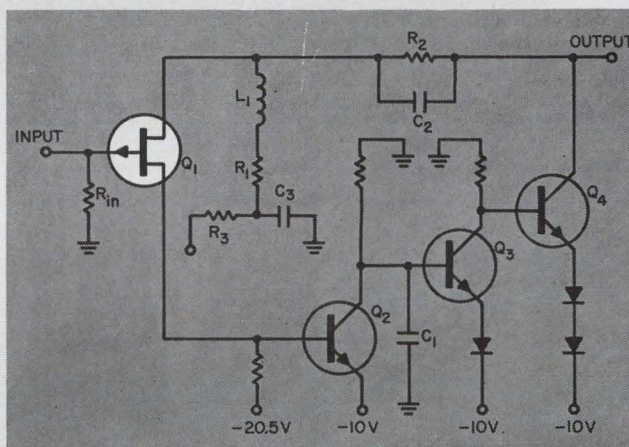 R2
OUTPUT
L1
C2
INPUT
Q1
R1
C3
Rin
R3
Q4
Q3
Q2
C1
-20.5V
-10V
-10V
-10V